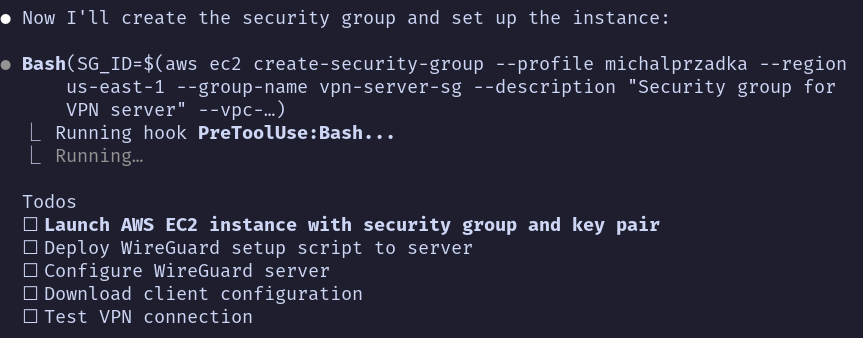 ● Now I'll create the security group and set up the instance:
● Bash(SG_ID=$(aws ec2 create-security-group --profile michalprzadka --region
us-east-1 --group-name vpn-server-sg --description "Security group for
VPN server" --vpc-…)
⎿ Running hook PreToolUse:Bash...
⎿ Running…
Todos
☐ Launch AWS EC2 instance with security group and key pair
☐ Deploy WireGuard setup script to server
☐ Configure WireGuard server
☐ Download client configuration
☐ Test VPN connection